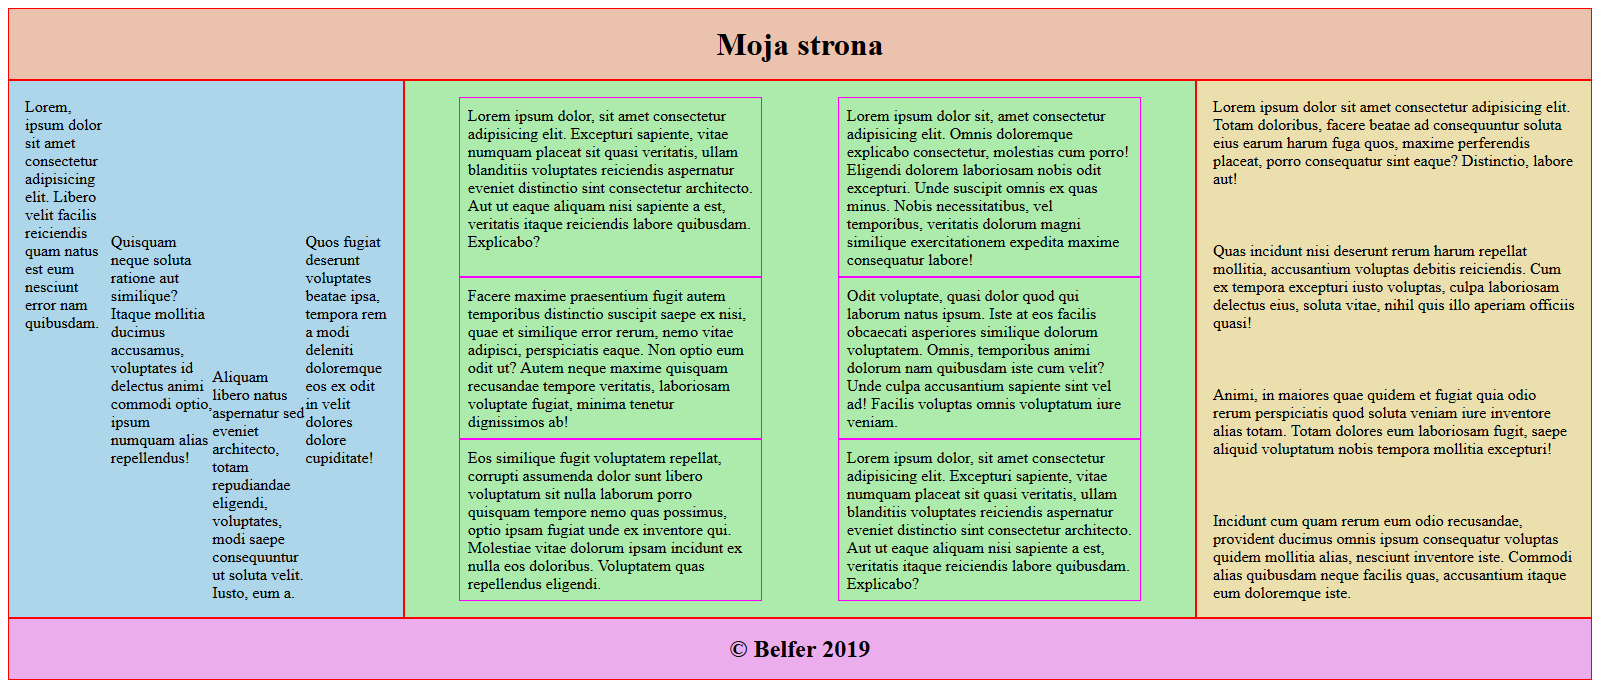 Moja strona
Lorem,
ipsum dolor
sit amet
consectetur
adipisicing
elit. Libero
velit facilis
reiciendis
quam natus
est eum
nesciunt
error nam
quibusdam.
Quisquam
neque soluta
ratione aut
similique?
Itaque mollitia
ducimus
accusamus,
voluptates id
delectus animi
commodi optio,
ipsum
numquam alias
repellendus!
Aliquam
libero natus
aspernatur sed
eveniet
architecto,
totam
repudiandae
eligendi,
voluptates,
modi saepe
consequuntur
ut soluta velit.
Iusto, eum a.
Quos fugiat
deserunt
voluptates
beatae ipsa,
tempora rem
a modi
deleniti
doloremque
eos ex odit
in velit
dolores
dolore
cupiditate!
Lorem ipsum dolor, sit amet consectetur
adipisicing elit. Excepturi sapiente, vitae
numquam placeat sit quasi veritatis, ullam
blanditiis voluptates reiciendis aspernatur
eveniet distinctio sint consectetur architecto.
Aut ut eaque aliquam nisi sapiente a est,
veritatis itaque reiciendis labore quibusdam.
Explicabo?
Lorem ipsum dolor sit, amet consectetur
adipisicing elit. Omnis doloremque
explicabo consectetur, molestias cum porro!
Eligendi dolorem laboriosam nobis odit
excepturi. Unde suscipit omnis ex quas
minus. Nobis necessitatibus, vel
temporibus, veritatis dolorum magni
similique exercitationem expedita maxime
consequatur labore!
Facere maxime praesentium fugit autem
temporibus distinctio suscipit saepe ex nisi,
quae et similique error rerum, nemo vitae
adipisci, perspiciatis eaque. Non optio eum
odit ut? Autem neque maxime quisquam
recusandae tempore veritatis, laboriosam
voluptate fugiat, minima tenetur
dignissimos ab!
Odit voluptate, quasi dolor quod qui
laborum natus ipsum. Iste at eos facilis
obcaecati asperiores similique dolorum
voluptatem. Omnis, temporibus animi
dolorum nam quibusdam iste cum velit?
Unde culpa accusantium sapiente sint vel
ad! Facilis voluptas omnis voluptatum iure
veniam.
Eos similique fugit voluptatem repellat,
corrupti assumenda dolor sunt libero
voluptatum sit nulla laborum porro
quisquam tempore nemo quas possimus,
optio ipsam fugiat unde ex inventore qui.
Molestiae vitae dolorum ipsam incidunt ex
nulla eos doloribus. Voluptatem quas
repellendus eligendi.
Lorem ipsum dolor, sit amet consectetur
adipisicing elit. Excepturi sapiente, vitae
numquam placeat sit quasi veritatis, ullam
blanditiis voluptates reiciendis aspernatur
eveniet distinctio sint consectetur architecto.
Aut ut eaque aliquam nisi sapiente a est,
veritatis itaque reiciendis labore quibusdam.
Explicabo?
Lorem ipsum dolor sit amet consectetur adipisicing elit.
Totam doloribus, facere beatae ad consequuntur soluta
eius earum harum fuga quos, maxime perferendis
placeat, porro consequatur sint eaque? Distinctio, labore
aut!
Quas incidunt nisi deserunt rerum harum repellat
mollitia, accusantium voluptas debitis reiciendis. Cum
ex tempora excepturi iusto voluptas, culpa laboriosam
delectus eius, soluta vitae, nihil quis illo aperiam officiis
quasi!
Animi, in maiores quae quidem et fugiat quia odio
rerum perspiciatis quod soluta veniam iure inventore
alias totam. Totam dolores eum laboriosam fugit, saepe
aliquid voluptatum nobis tempora mollitia excepturi!
Incidunt cum quam rerum eum odio recusandae,
provident ducimus omnis ipsum consequatur voluptas
quidem mollitia alias, nesciunt inventore iste. Commodi
alias quibusdam neque facilis quas, accusantium itaque
eum doloremque iste.
© Belfer 2019